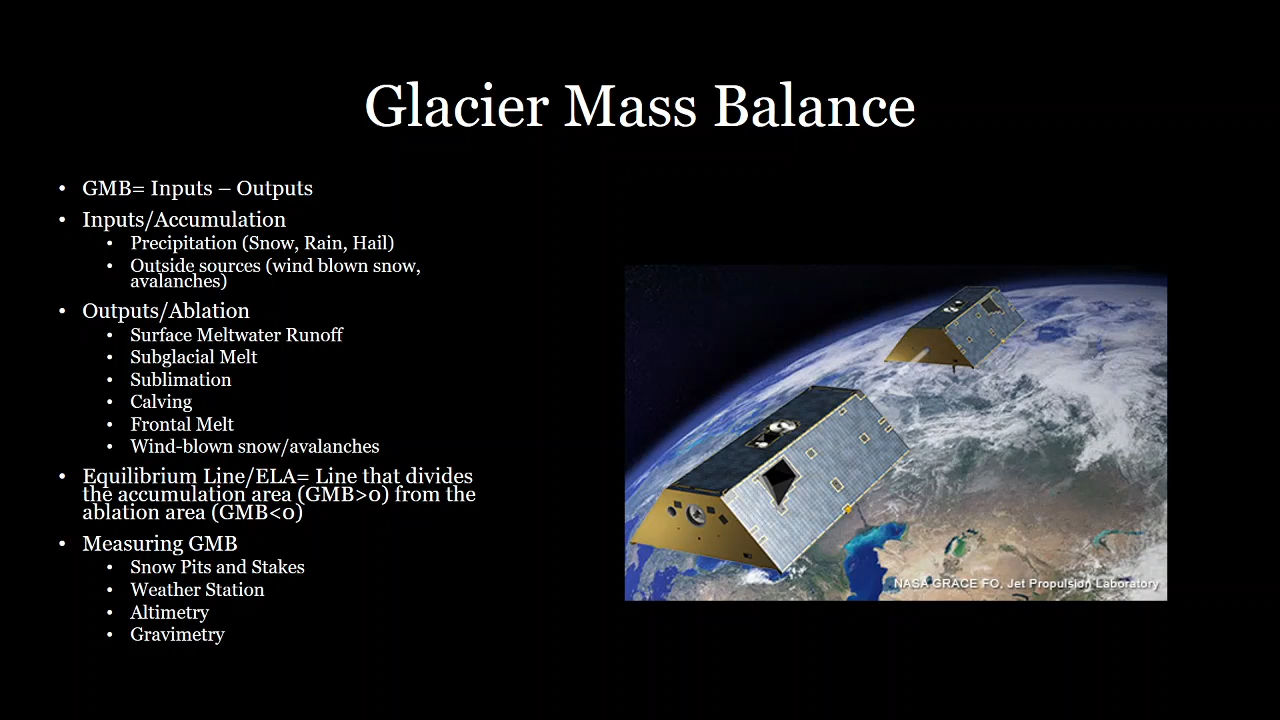 Glacier Mass Balance
• GMB= Inputs – Outputs
• Inputs/Accumulation
• Precipitation (Snow, Rain, Hail)
• Outside sources (wind blown snow,
avalanches)
• Outputs/Ablation
• Surface Meltwater Runoff
• Subglacial Melt
• Sublimation
• Calving
• Frontal Melt
• Wind-blown snow/avalanches
• Equilibrium Line/ELA= Line that divides
the accumulation area (GMB>0) from the
ablation area (GMB<0)
• Measuring GMB
• Snow Pits and Stakes
• Weather Station
• Altimetry
• Gravimetry
NASA GRACE FO, Jet Propulsion Laboratory